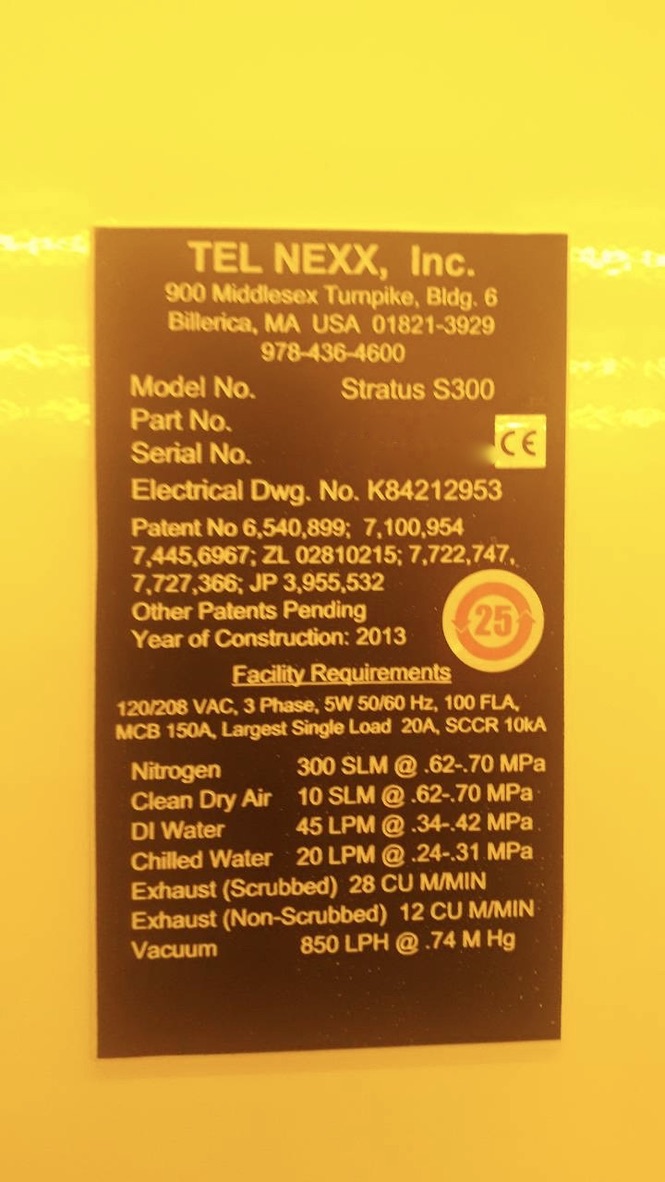 TEL NEXX, Inc.
900 Middlesex Turnpike, Bldg. 6
Billerica, MA USA 01821-3929
978-436-4600
Model No. Stratus S300
Part No.
Serial No.
CE
Electrical Dwg. No. K84212953
Patent No 6,540,899; 7,100,954
7,445,6967; ZL 02810215; 7,722,747,
7,727,366; JP 3,955,532
Other Patents Pending
25
Year of Construction: 2013
Facility Requirements
120/208 VAC, 3 Phase, 5W 50/60 Hz, 100 FLA,
MCB 150A, Largest Single Load 20A, SCCR 10kA
Nitrogen 300 SLM @ .62-.70 MPa
Clean Dry Air 10 SLM @ .62-.70 MPa
DI Water 45 LPM @ .34-.42 MPa
Chilled Water 20 LPM @ .24-.31 MPa
Exhaust (Scrubbed) 28 CU M/MIN
Exhaust (Non-Scrubbed) 12 CU M/MIN
Vacuum 850 LPH @ .74 M Hg